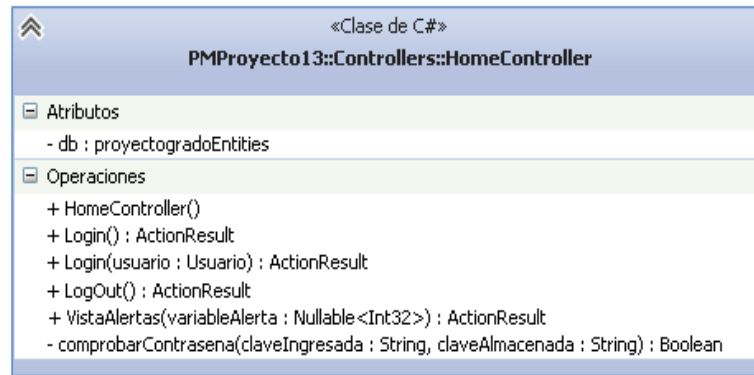 «Clase de C#»
PMProyecto13::Controllers::HomeController
Atributos
- db : proyectogradoEntities
Operaciones
+ HomeController()
+ Login() : ActionResult
+ Login(usuario : Usuario) : ActionResult
+ LogOut() : ActionResult
+ VistaAlertas(variableAlerta : Nullable<Int32>) : ActionResult
- comprobarContrasena(claveIngresada : String, claveAlmacenada : String) : Boolean